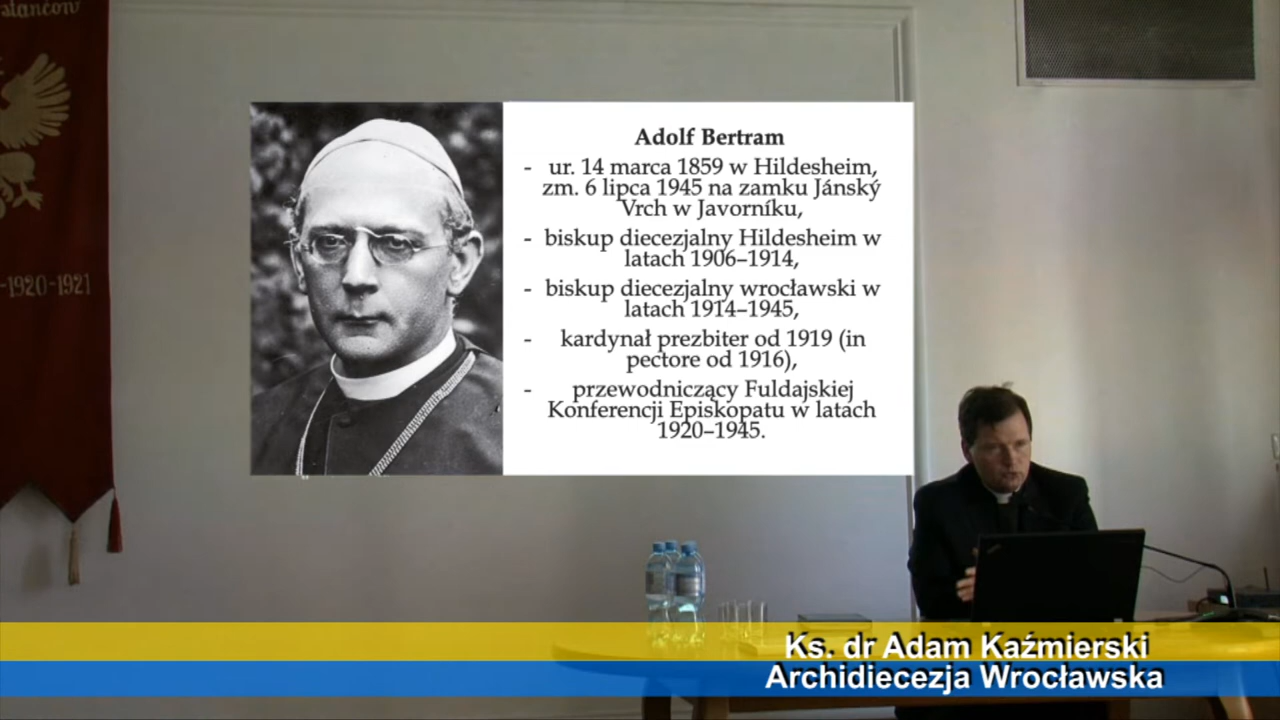 -1920-1921
Adolf Bertram
- ur. 14 marca 1859 w Hildesheim,
zm. 6 lipca 1945 na zamku Jánský
Vrch w Javorníku,
- biskup diecezjalny Hildesheim w
latach 1906–1914,
- biskup diecezjalny wrocławski w
latach 1914–1945,
- kardynał prezbiter od 1919 (in
pectore od 1916),
- przewodniczący Fuldajskiej
Konferencji Episkopatu w latach
1920–1945.
Ks. dr Adam Kaźmierski
Archidiecezja Wrocławska